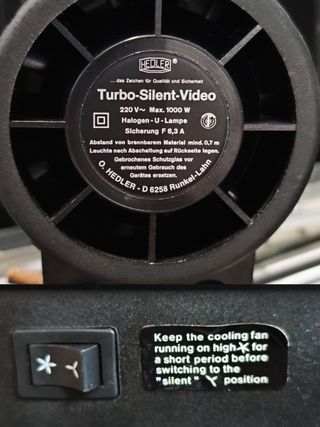 HEDLER
...das Zeichen für Qualität und Sicherheit
Turbo-Silent-Video
220 V~ Max. 1000 W
Halogen-U-Lampe
Sicherung F 6,3 A
Abstand von brennbarem Material mind. 0,7 m
Leuchte nach Abschaltung auf Rückseite legen.
Gebrochenes Schutzglas vor
erneutem Gebrauch des
Gerätes ersetzen.
O. HEDLER - D 6258 Runkel-Lahn
Keep the cooling fan
running on high for
a short period before
switching to the
"silent" position